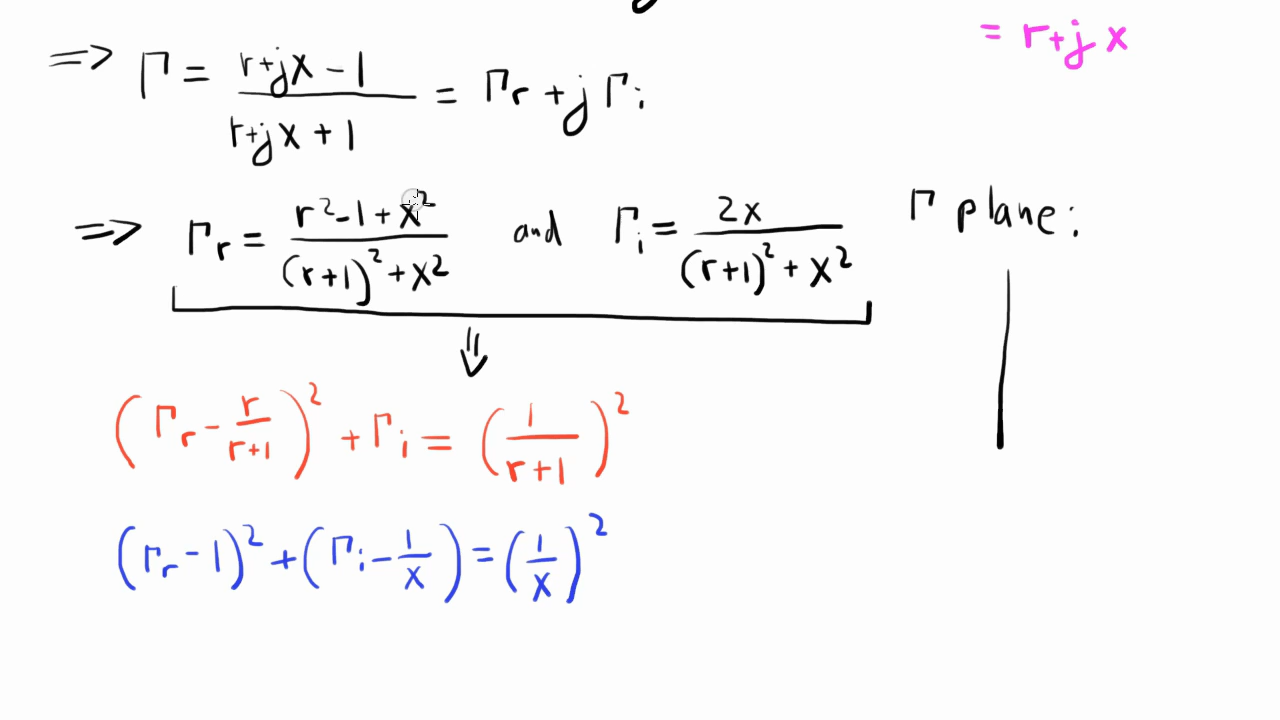 = r+jx
=> Γ = (r+jx-1)/(r+jx+1) = Γr + jΓi
=> Γr = (r²-1+x²)/((r+1)²+x²) and Γi = 2x/((r+1)²+x²)
Γ plane:
⇓
(Γr - r/(r+1))² + Γi = (1/(r+1))²
(Γr - 1)² + (Γi - 1/x) = (1/x)²